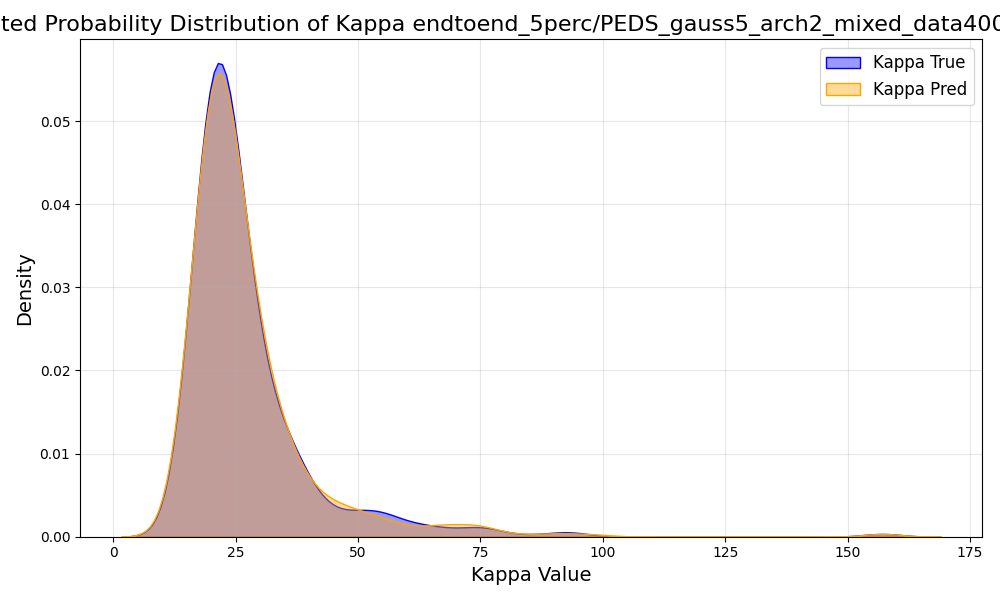 ted Probability Distribution of Kappa endtoend_5perc/PEDS_gauss5_arch2_mixed_data400
Kappa True
Kappa Pred
Density
0.05
0.04
0.03
0.02
0.01
0.00
0 25 50 75 100 125 150 175
Kappa Value